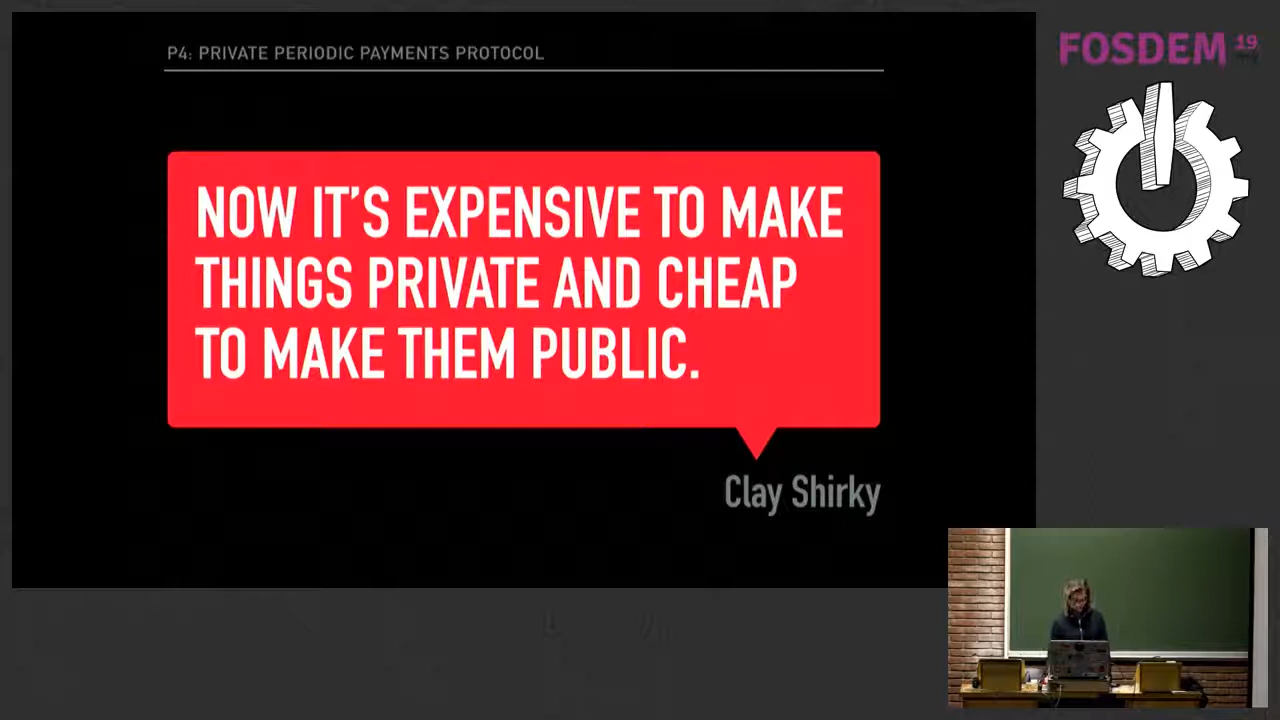 P4: PRIVATE PERIODIC PAYMENTS PROTOCOL
FOSDEM 19
NOW IT'S EXPENSIVE TO MAKE
THINGS PRIVATE AND CHEAP
TO MAKE THEM PUBLIC.
Clay Shirky